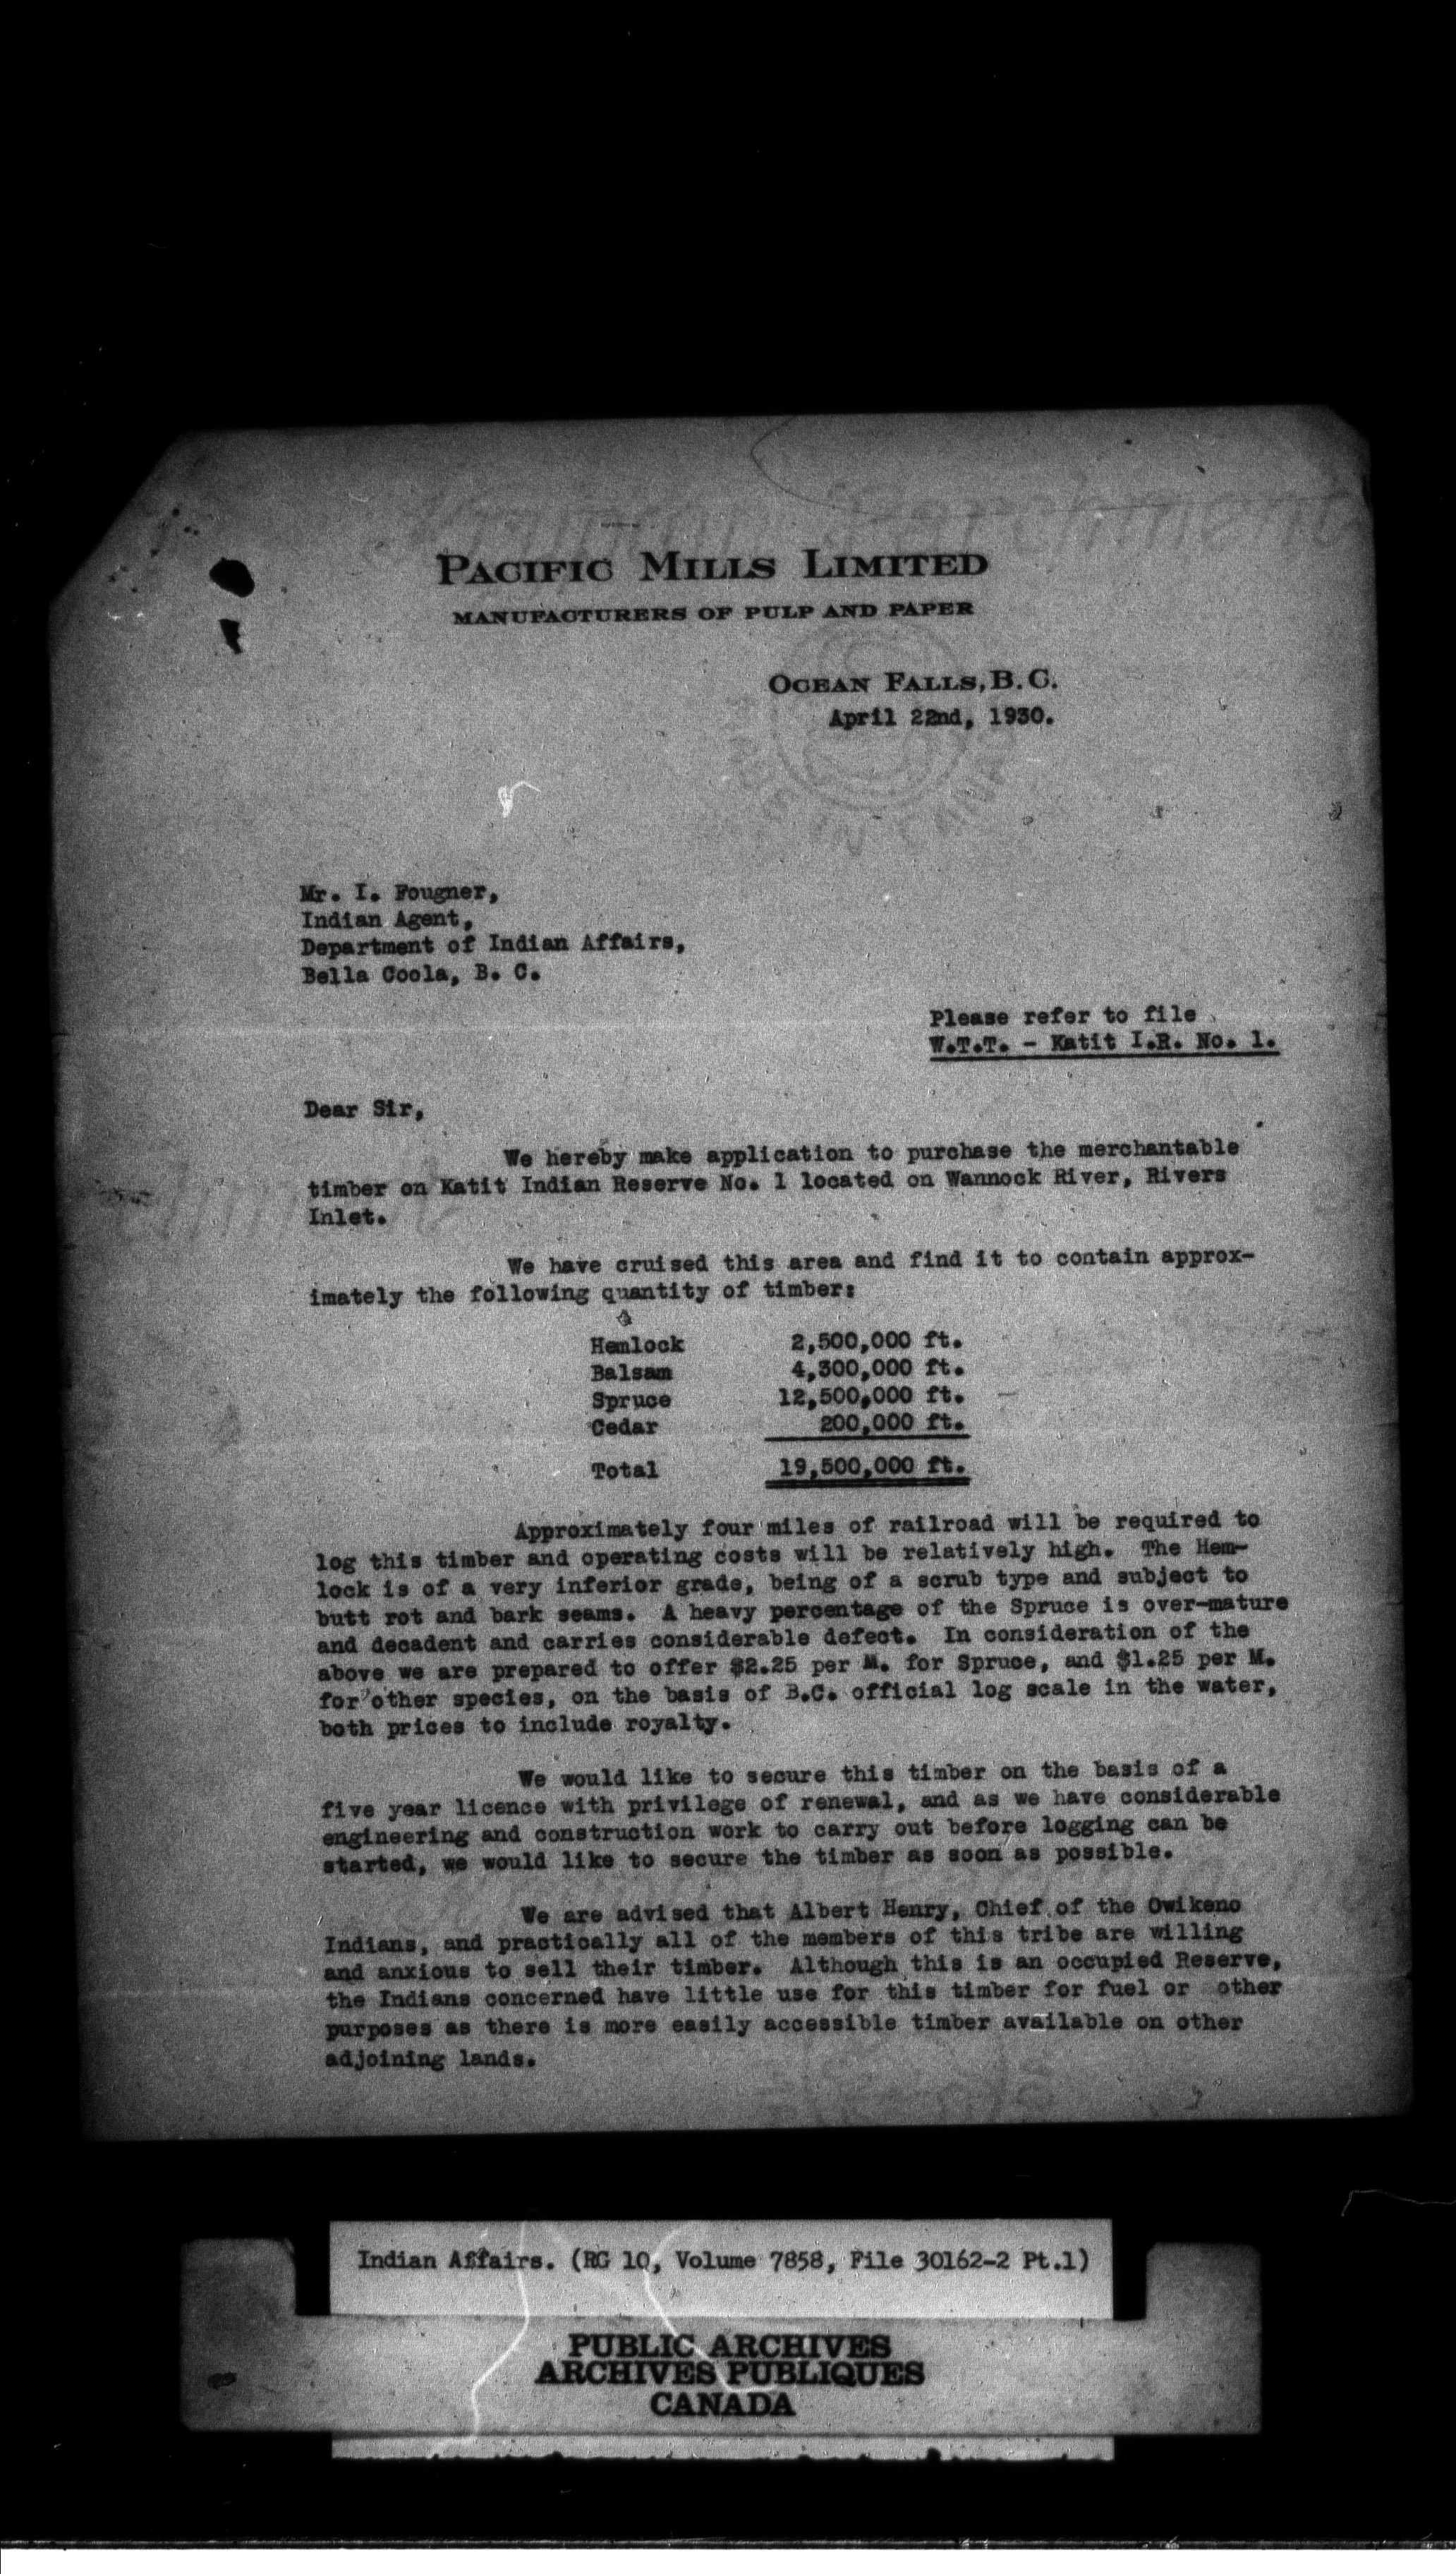 PACIFIC MILLS LIMITED
MANUFACTURERS OF PULP AND PAPER
OCEAN FALLS, B.C.
April 22nd, 1930.
Mr. I. Fougner,
Indian Agent,
Department of Indian Affairs,
Bella Coola, B. C.
Please refer to file
W.T.T. - Katit I.R. No. 1.
Dear Sir,
We hereby make application to purchase the merchantable
timber on Katit Indian Reserve No. 1 located on Wannock River, Rivers
Inlet.
We have cruised this area and find it to contain approx-
imately the following quantity of timber:
Hemlock 2,500,000 ft.
Balsam 4,300,000 ft.
Spruce 12,500,000 ft.
Cedar 200,000 ft.
Total 19,500,000 ft.
Approximately four miles of railroad will be required to
log this timber and operating costs will be relatively high. The Hem-
lock is of a very inferior grade, being of a scrub type and subject to
butt rot and bark seams. A heavy percentage of the Spruce is over-mature
and decadent and carries considerable defect. In consideration of the
above we are prepared to offer $2.25 per M. for Spruce, and $1.25 per M.
for other species, on the basis of B.C. official log scale in the water,
both prices to include royalty.
We would like to secure this timber on the basis of a
five year licence with privilege of renewal, and as we have considerable
engineering and construction work to carry out before logging can be
started, we would like to secure the timber as soon as possible.
We are advised that Albert Henry, Chief of the Owikeno
Indians, and practically all of the members of this tribe are willing
and anxious to sell their timber. Although this is an occupied Reserve,
the Indians concerned have little use for this timber for fuel or other
purposes as there is more easily accessible timber available on other
adjoining lands.
Indian Affairs. (RG 10, Volume 7858, File 30162-2 Pt.1)
PUBLIC ARCHIVES
ARCHIVES PUBLIQUES
CANADA